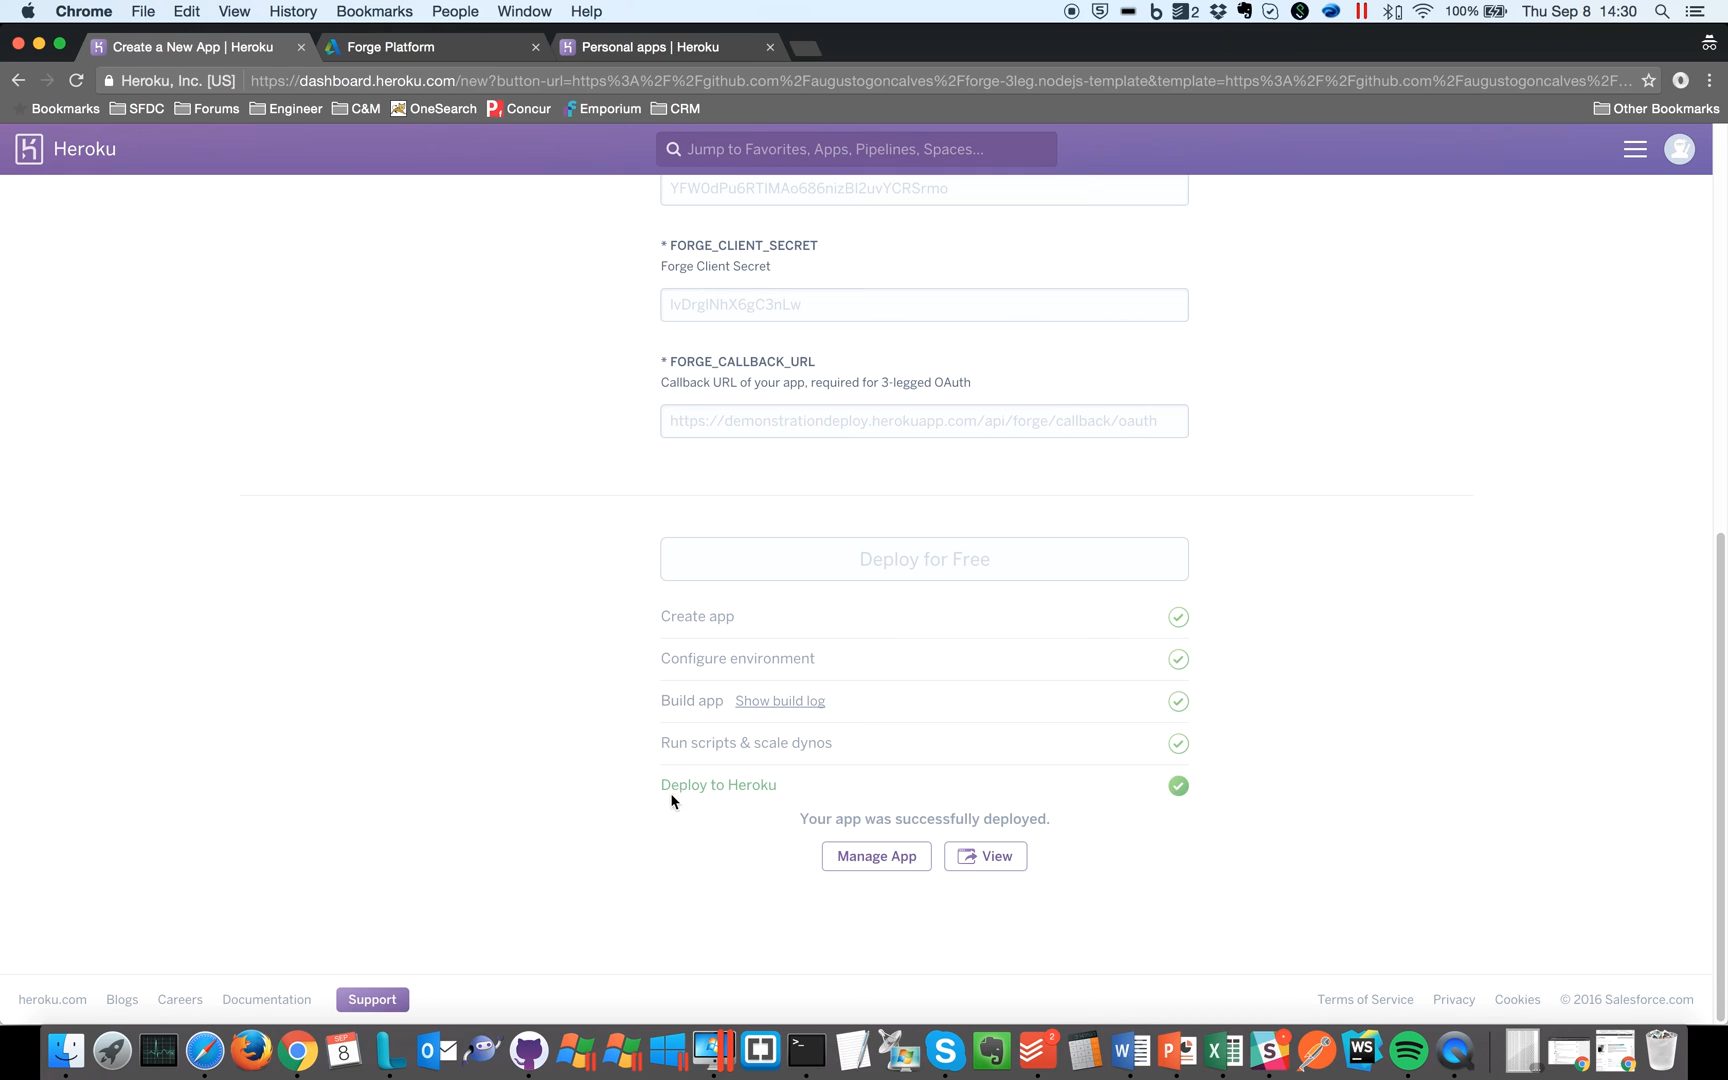 Chrome File Edit View History Bookmarks People Window Help 2 100% Thu Sep 8 14:30
Create a New App | Heroku Forge Platform Personal apps | Heroku
Heroku, Inc. [US] https://dashboard.heroku.com/new?button-url=https%3A%2F%2Fgithub.com%2Faugustogoncalves%2Fforge-3leg.nodejs-template&template=https%3A%2F%2Fgithub.com%2Faugustogoncalves%2F...
Bookmarks SFDC Forums Engineer C&M OneSearch Concur Emporium CRM Other Bookmarks
Heroku Jump to Favorites, Apps, Pipelines, Spaces...
* FORGE_CLIENT_SECRET
Forge Client Secret
* FORGE_CALLBACK_URL
Callback URL of your app, required for 3-legged OAuth
https://demonstrationdeploy.herokuapp.com/api/forge/callback/oauth
Deploy for Free
Create app
Configure environment
Build app Show build log
Run scripts & scale dynos
Deploy to Heroku
Your app was successfully deployed.
Manage App View
heroku.com Blogs Careers Documentation Support Terms of Service Privacy Cookies © 2016 Salesforce.com